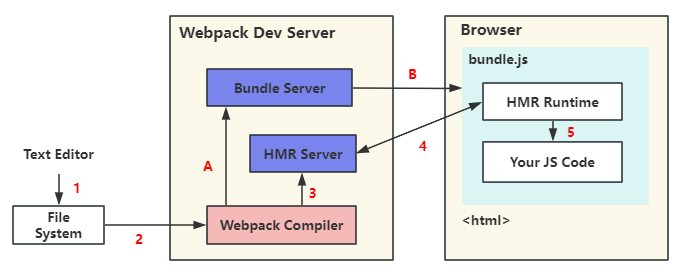 Webpack Dev Server
Browser
bundle.js
Bundle Server
B
HMR Runtime
A
HMR Server
4
5
Your JS Code
Text Editor
1
3
File
System
2
Webpack Compiler
<html>